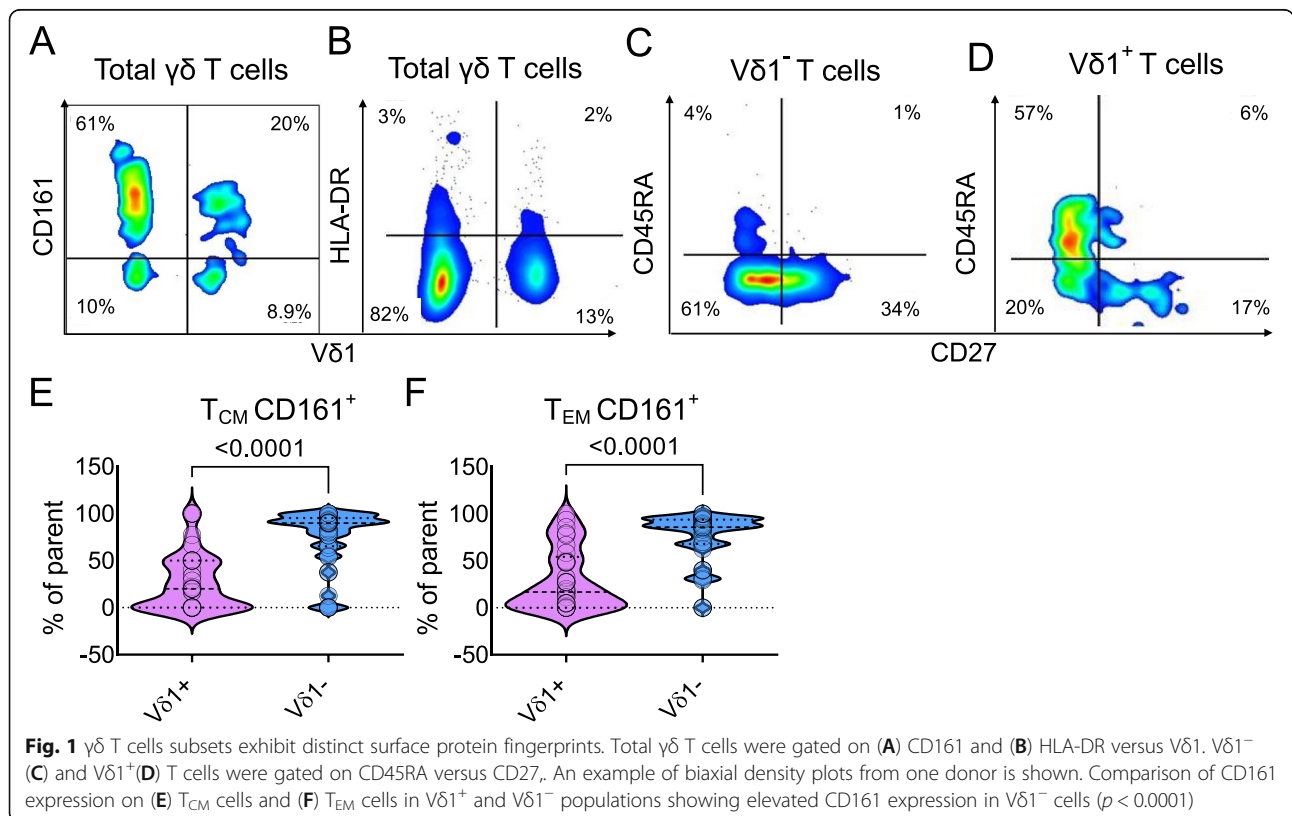 A
Total γδ T cells
CD161
61%
20%
10%
8.9%
B
Total γδ T cells
HLA-DR
3%
2%
82%
13%
Vδ1
C
Vδ1⁻ T cells
CD45RA
4%
1%
61%
34%
D
Vδ1⁺ T cells
CD45RA
57%
6%
20%
17%
CD27
E
T_CM CD161⁺
<0.0001
% of parent
150
100
50
0
-50
Vδ1+
Vδ1-
F
T_EM CD161⁺
<0.0001
% of parent
150
100
50
0
-50
Vδ1+
Vδ1-
Fig. 1 γδ T cells subsets exhibit distinct surface protein fingerprints. Total γδ T cells were gated on (A) CD161 and (B) HLA-DR versus Vδ1. Vδ1⁻
(C) and Vδ1⁺(D) T cells were gated on CD45RA versus CD27,. An example of biaxial density plots from one donor is shown. Comparison of CD161
expression on (E) T_CM cells and (F) T_EM cells in Vδ1⁺ and Vδ1⁻ populations showing elevated CD161 expression in Vδ1⁻ cells (p < 0.0001)